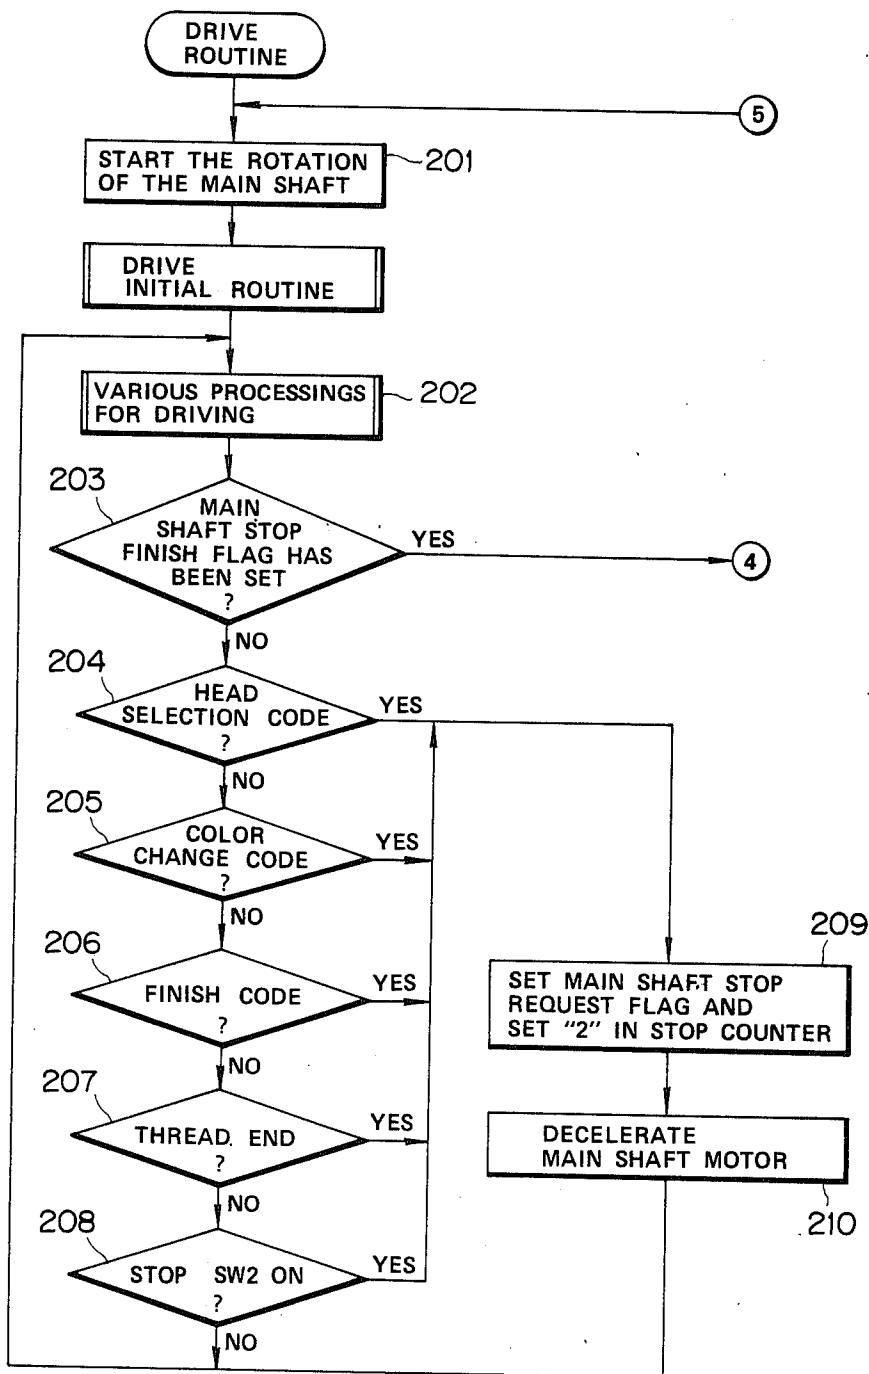 DRIVE
ROUTINE
5
START THE ROTATION
OF THE MAIN SHAFT
201
DRIVE
INITIAL ROUTINE
VARIOUS PROCESSINGS
FOR DRIVING
202
203
MAIN
SHAFT STOP
FINISH FLAG HAS
BEEN SET
?
YES
4
NO
204
HEAD
SELECTION CODE
?
YES
NO
205
COLOR
CHANGE CODE
?
YES
NO
206
FINISH CODE
?
YES
NO
209
SET MAIN SHAFT STOP
REQUEST FLAG AND
SET "2" IN STOP COUNTER
207
THREAD END
?
YES
NO
DECELERATE
MAIN SHAFT MOTOR
210
208
STOP SW2 ON
?
YES
NO